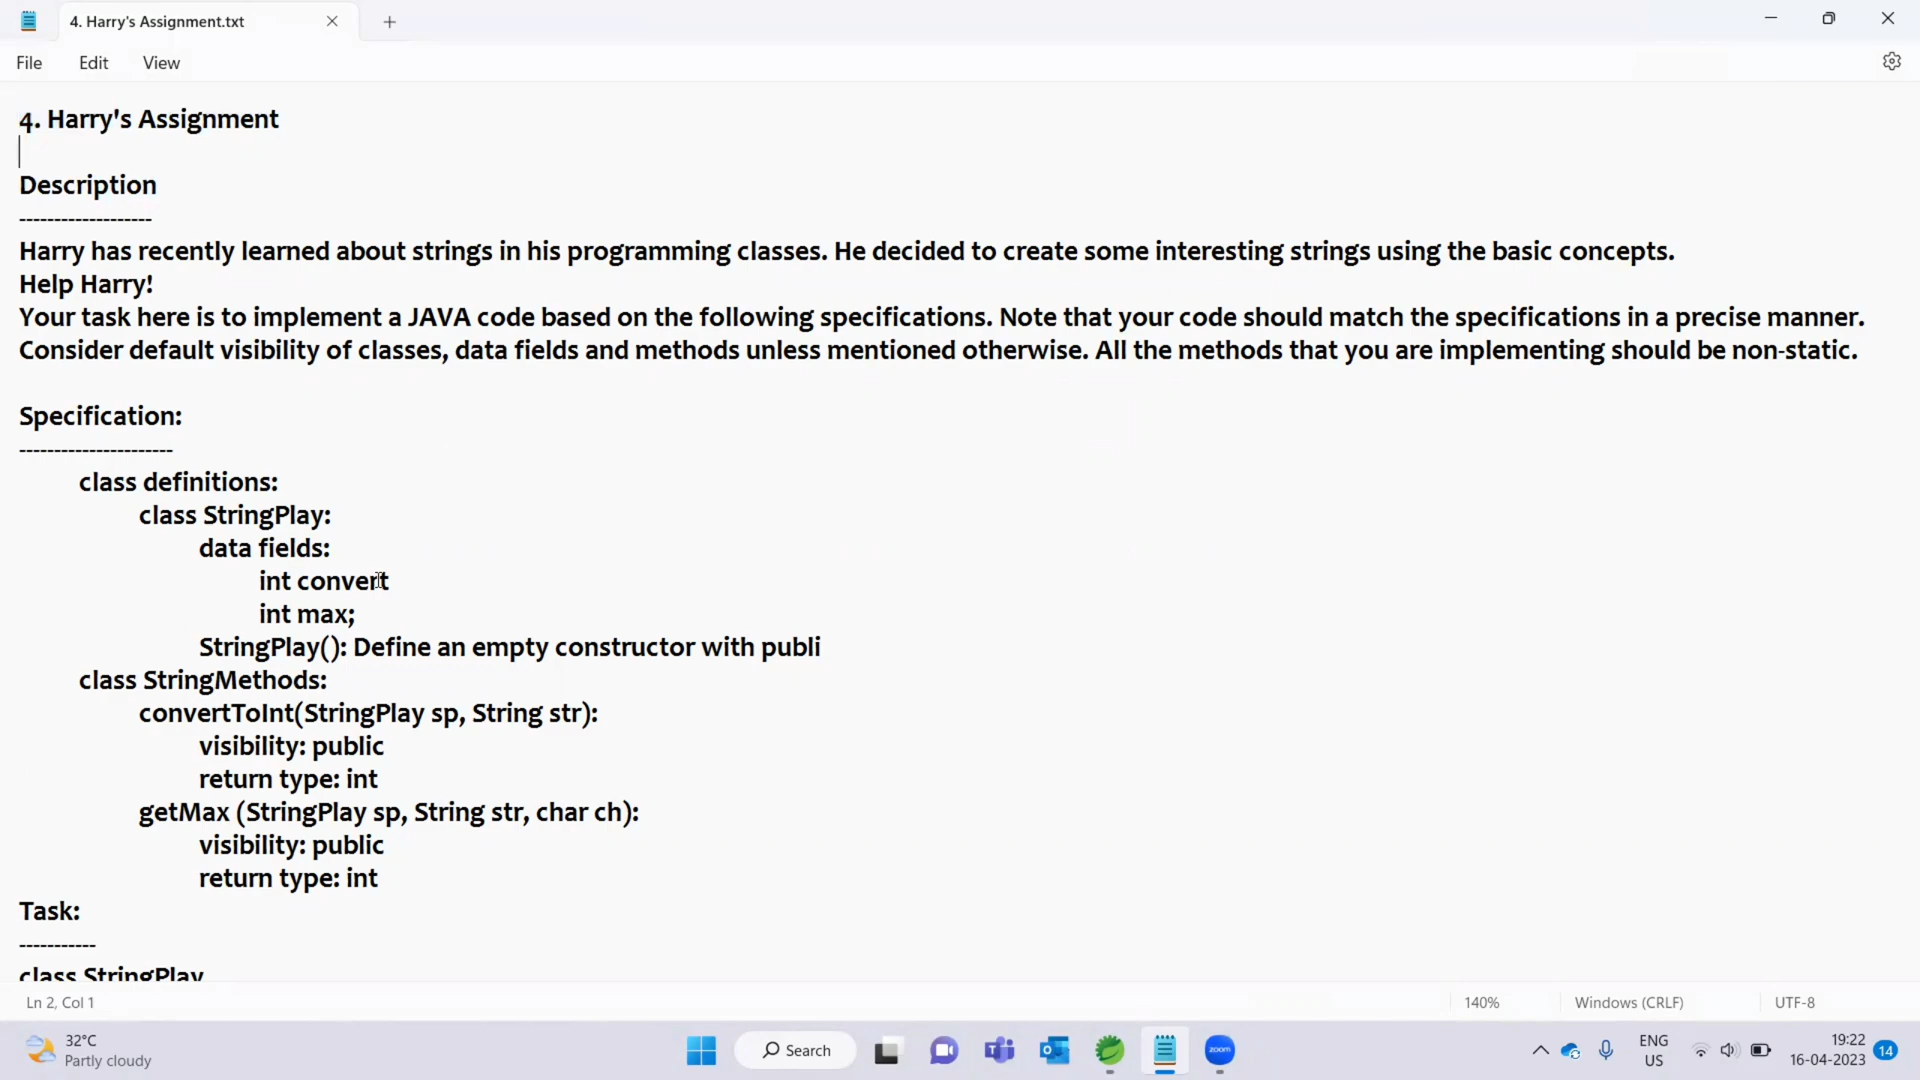 4. Harry's Assignment.txt
File Edit View
4. Harry's Assignment
Description
-------------------
Harry has recently learned about strings in his programming classes. He decided to create some interesting strings using the basic concepts.
Help Harry!
Your task here is to implement a JAVA code based on the following specifications. Note that your code should match the specifications in a precise manner.
Consider default visibility of classes, data fields and methods unless mentioned otherwise. All the methods that you are implementing should be non-static.
Specification:
----------------------
class definitions:
class StringPlay:
data fields:
int convert
int max;
StringPlay(): Define an empty constructor with publi
class StringMethods:
convertToInt(StringPlay sp, String str):
visibility: public
return type: int
getMax (StringPlay sp, String str, char ch):
visibility: public
return type: int
Task:
-----------
class StringPlay
Ln 2, Col 1
140%
Windows (CRLF)
UTF-8
32°C
Partly cloudy
Search
zoom
ENG
US
19:22
16-04-2023
14